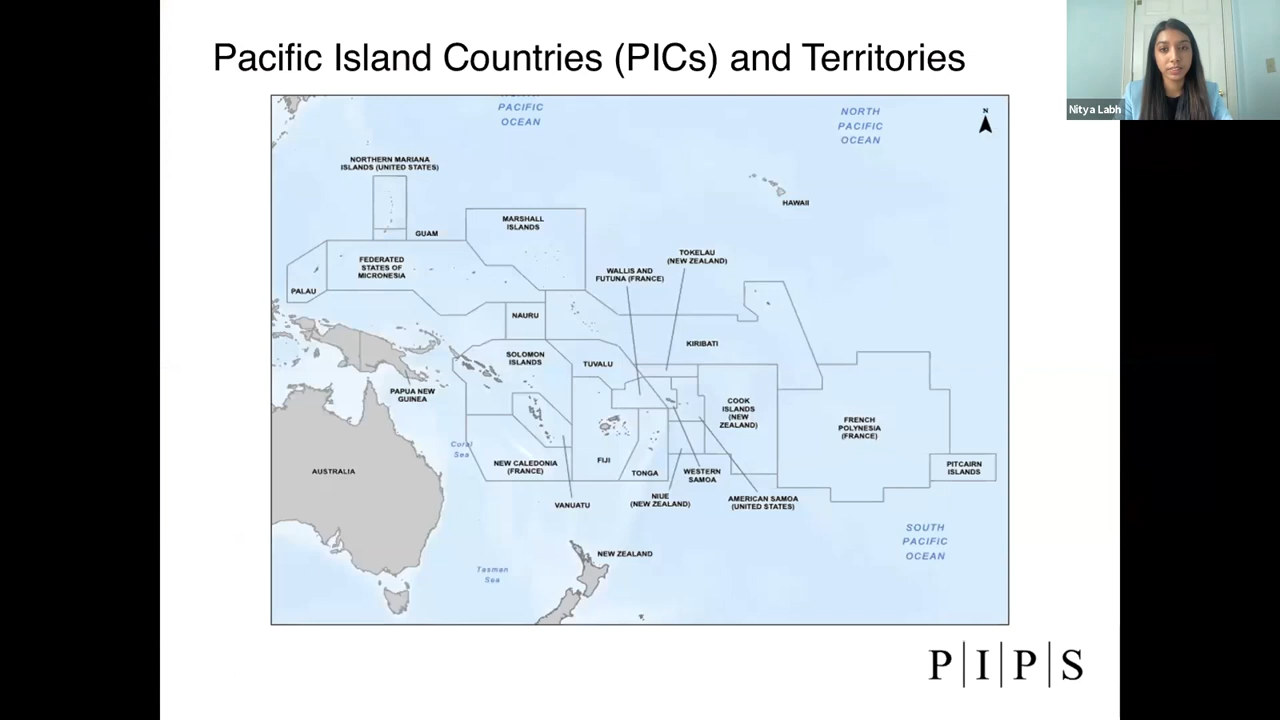 Pacific Island Countries (PICs) and Territories
Nitya Labh
PACIFIC
OCEAN
NORTH
PACIFIC
OCEAN
N
NORTHERN MARIANA
ISLANDS (UNITED STATES)
HAWAII
GUAM
MARSHALL
ISLANDS
FEDERATED
STATES OF
MICRONESIA
PALAU
TOKELAU
(NEW ZEALAND)
WALLIS AND
FUTUNA (FRANCE)
NAURU
KIRIBATI
SOLOMON
ISLANDS
TUVALU
PAPUA NEW
GUINEA
COOK
ISLANDS
(NEW
ZEALAND)
FRENCH
POLYNESIA
(FRANCE)
Coral
Sea
AUSTRALIA
NEW CALEDONIA
(FRANCE)
FIJI
TONGA
WESTERN
SAMOA
PITCAIRN
ISLANDS
VANUATU
NIUE
(NEW ZEALAND)
AMERICAN SAMOA
(UNITED STATES)
SOUTH
PACIFIC
OCEAN
NEW ZEALAND
Tasman
Sea
P|I|P|S